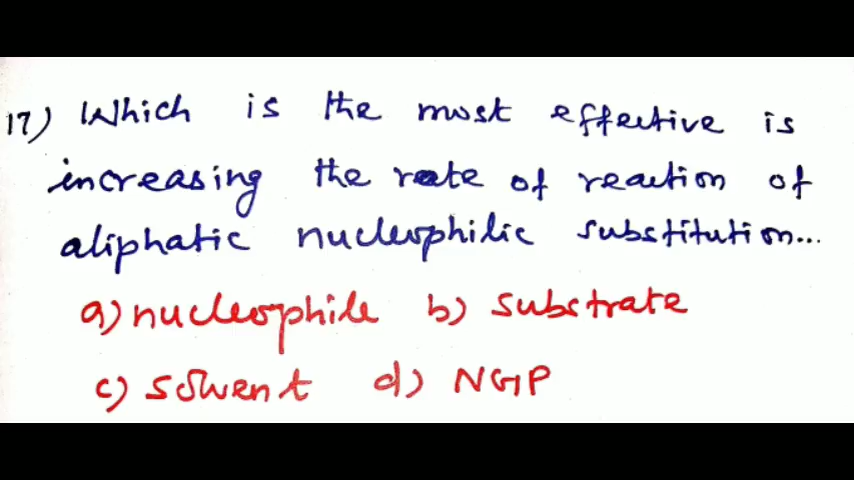 17) Which is the most effective is
increasing the rate of reaction of
aliphatic nucleophilic substitution...
a) nucleophile b) substrate
c) solvent d) NGP